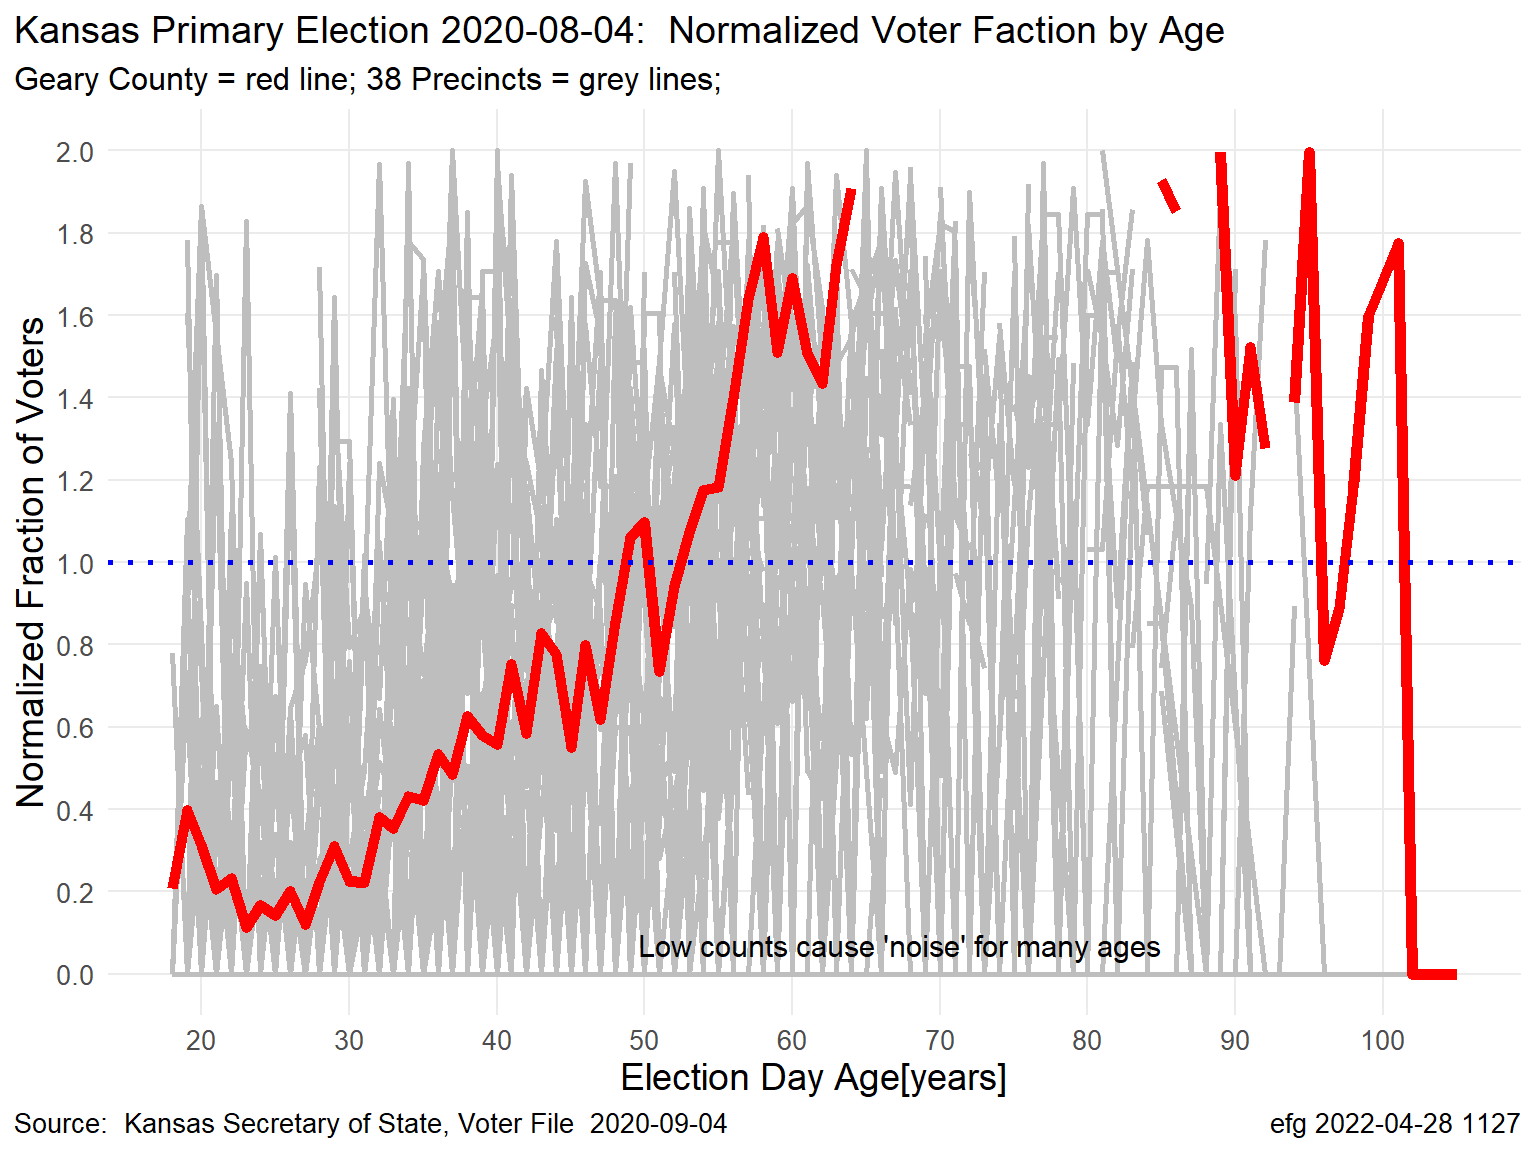 Kansas Primary Election 2020-08-04:  Normalized Voter Faction by Age
Geary County = red line; 38 Precincts = grey lines;
Normalized Fraction of Voters
2.0
1.8
1.6
1.4
1.2
1.0
0.8
0.6
0.4
0.2
0.0
Low counts cause 'noise' for many ages
20 30 40 50 60 70 80 90 100
Election Day Age[years]
Source:  Kansas Secretary of State, Voter File  2020-09-04
efg 2022-04-28 1127